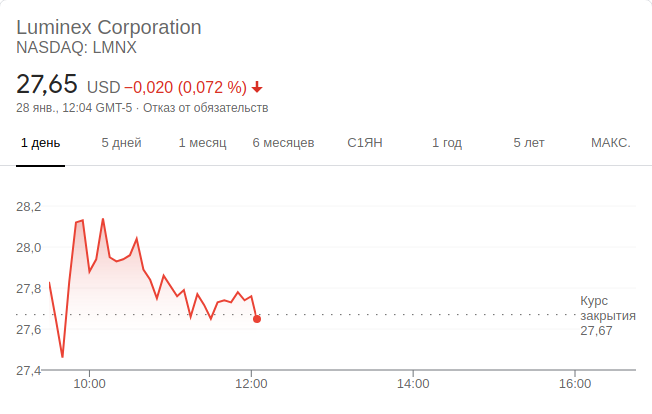 Luminex Corporation
NASDAQ: LMNX
27,65 USD −0,020 (0,072 %)
28 янв., 12:04 GMT-5 · Отказ от обязательств
1 день 5 дней 1 месяц 6 месяцев С1ЯН 1 год 5 лет МАКС.
28,2
28,0
27,8
Курс
закрытия
27,67
27,6
27,4
10:00 12:00 14:00 16:00